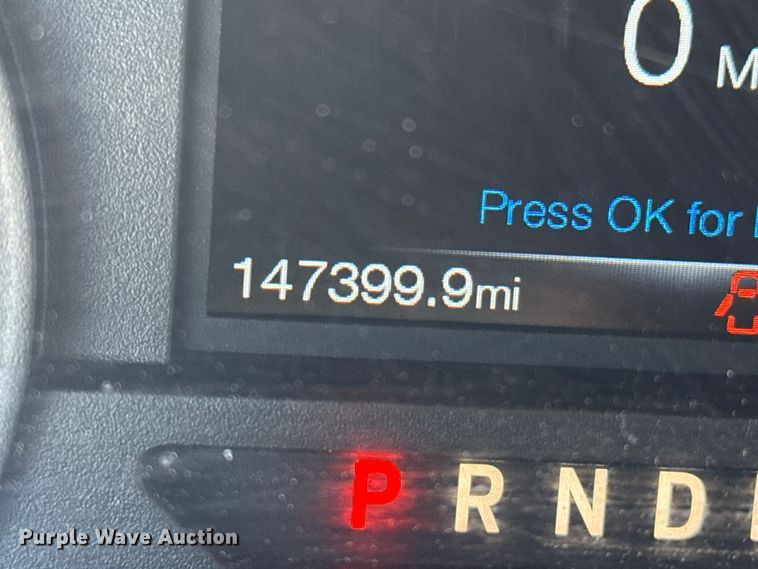 0 M
Press OK for
147399.9mi
P R N D
Purple Wave Auction